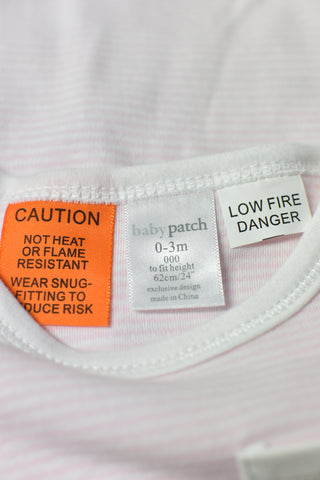 CAUTION
NOT HEAT
OR FLAME
RESISTANT
WEAR SNUG-
FITTING TO
DUCE RISK
baby patch
0-3m
000
to fit height
62cm/24"
exclusive design
made in China
LOW FIRE
DANGER